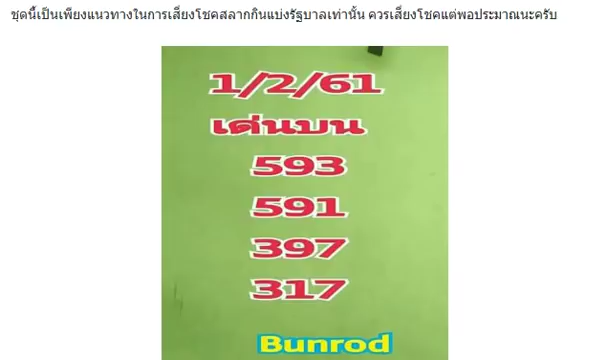 ชุดนี้เป็นเพียงแนวทางในการเสี่ยงโชคสลากกินแบ่งรัฐบาลเท่านั้น ควรเสี่ยงโชคแต่พอประมาณนะครับ
1/2/61
เด่นบน
593
591
397
317
Bunrod